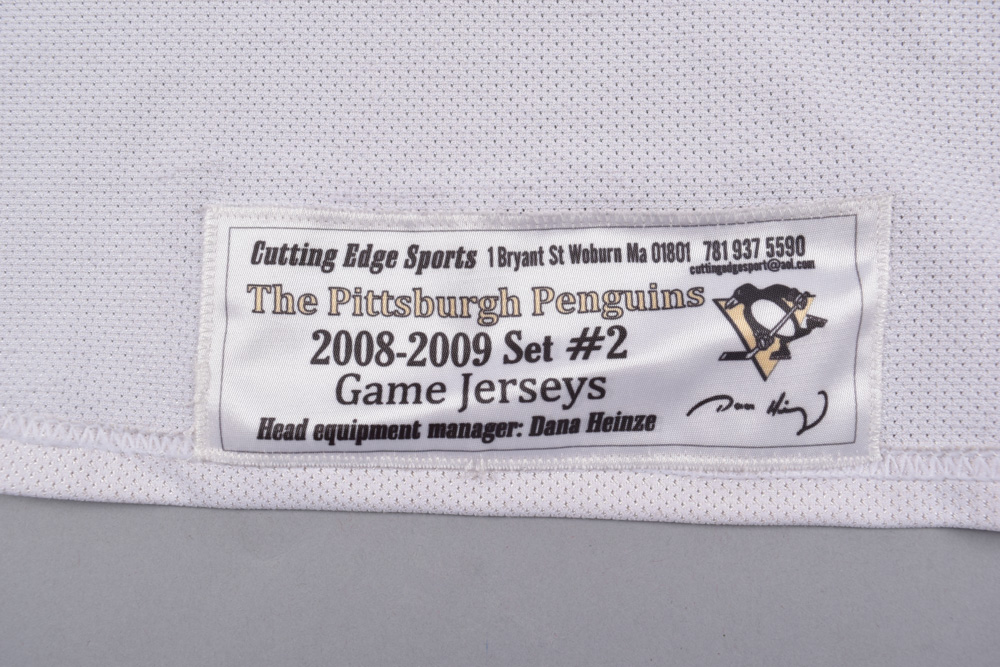 Cutting Edge Sports 1 Bryant St Woburn Ma 01801 781 937 5590
cuttingedgesport@aol.com
The Pittsburgh Penguins
2008-2009 Set #2
Game Jerseys
Head equipment manager: Dana Heinze